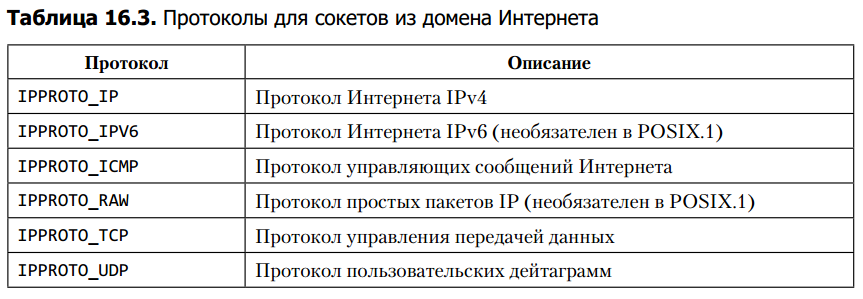 Таблица 16.3. Протоколы для сокетов из домена Интернета
Протокол Описание
IPPROTO_IP Протокол Интернета IPv4
IPPROTO_IPV6 Протокол Интернета IPv6 (необязателен в POSIX.1)
IPPROTO_ICMP Протокол управляющих сообщений Интернета
IPPROTO_RAW Протокол простых пакетов IP (необязателен в POSIX.1)
IPPROTO_TCP Протокол управления передачей данных
IPPROTO_UDP Протокол пользовательских дейтаграмм